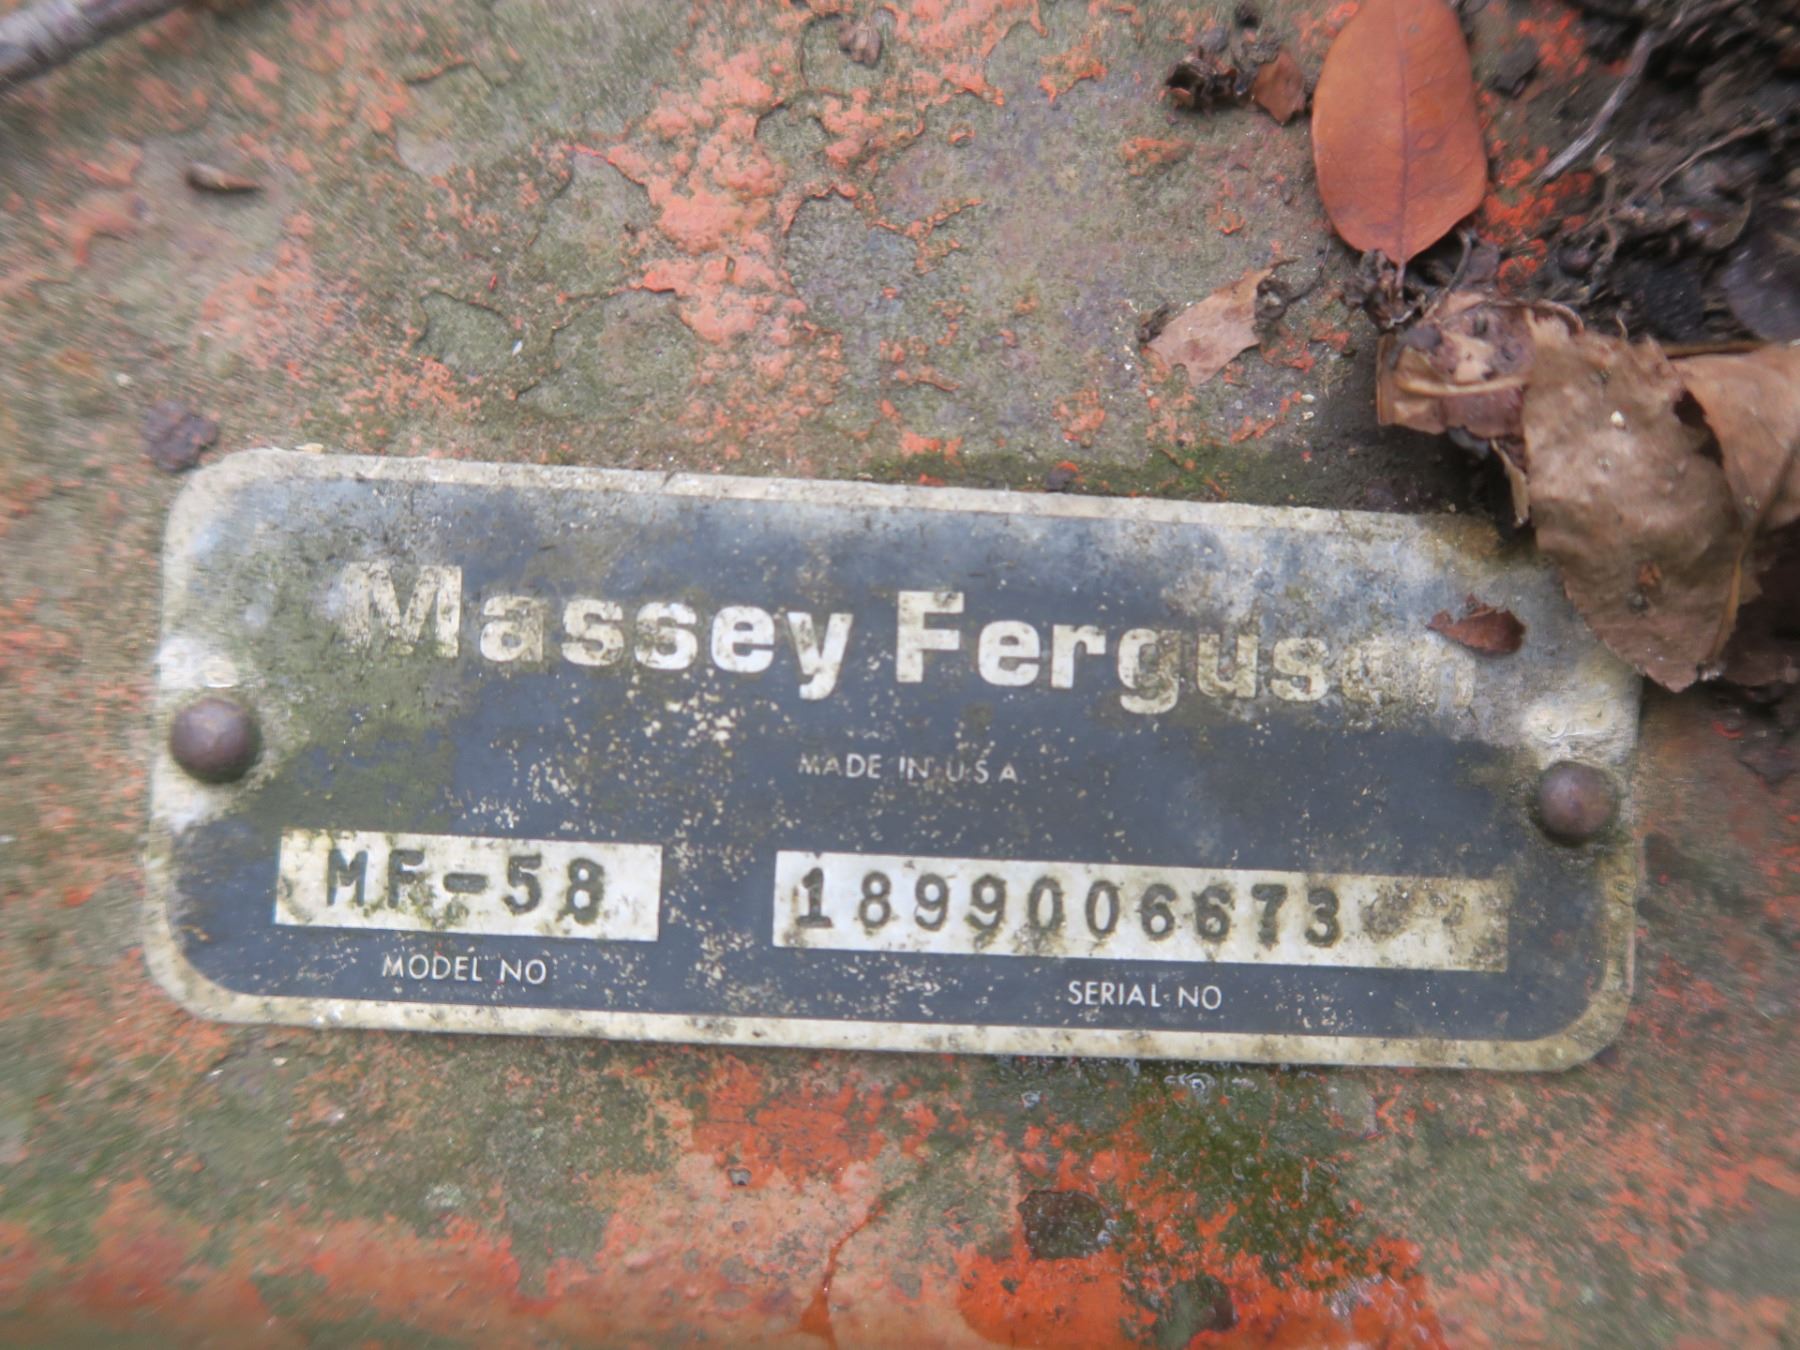 Massey Ferguson
MADE IN U.S.A.
MF-58 1899006673
MODEL NO SERIAL NO